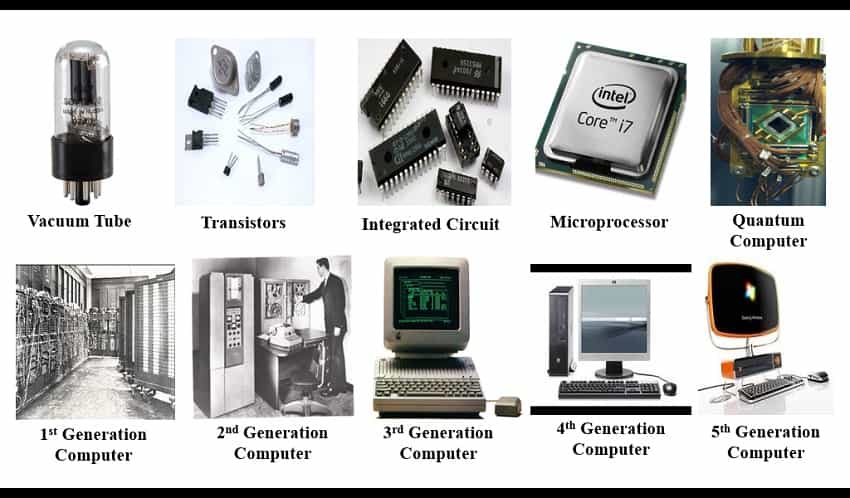 intel
Core™ i7
Vacuum Tube
Transistors
Integrated Circuit
Microprocessor
Quantum
Computer
1st Generation
Computer
2nd Generation
Computer
3rd Generation
Computer
4th Generation
Computer
5th Generation
Computer